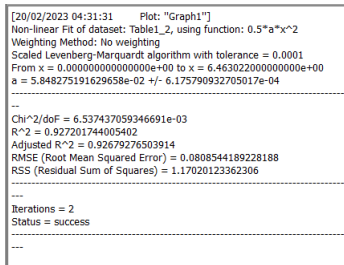 [20/02/2023 04:31:31 Plot: "Graph1"]
Non-linear Fit of dataset: Table1_2, using function: 0.5*a*x^2
Weighting Method: No weighting
Scaled Levenberg-Marquardt algorithm with tolerance = 0.0001
From x = 0.000000000000000e+00 to x = 6.463022000000000e+00
a = 5.848275191629658e-02 +/- 6.175790932705017e-04
--------------------------------------------------------------------------------------
--
Chi^2/doF = 6.537437059346691e-03
R^2 = 0.927201744005402
Adjusted R^2 = 0.92679276503914
RMSE (Root Mean Squared Error) = 0.0808544189228188
RSS (Residual Sum of Squares) = 1.17020123362306
--------------------------------------------------------------------------------------
---
Iterations = 2
Status = success
--------------------------------------------------------------------------------------
---